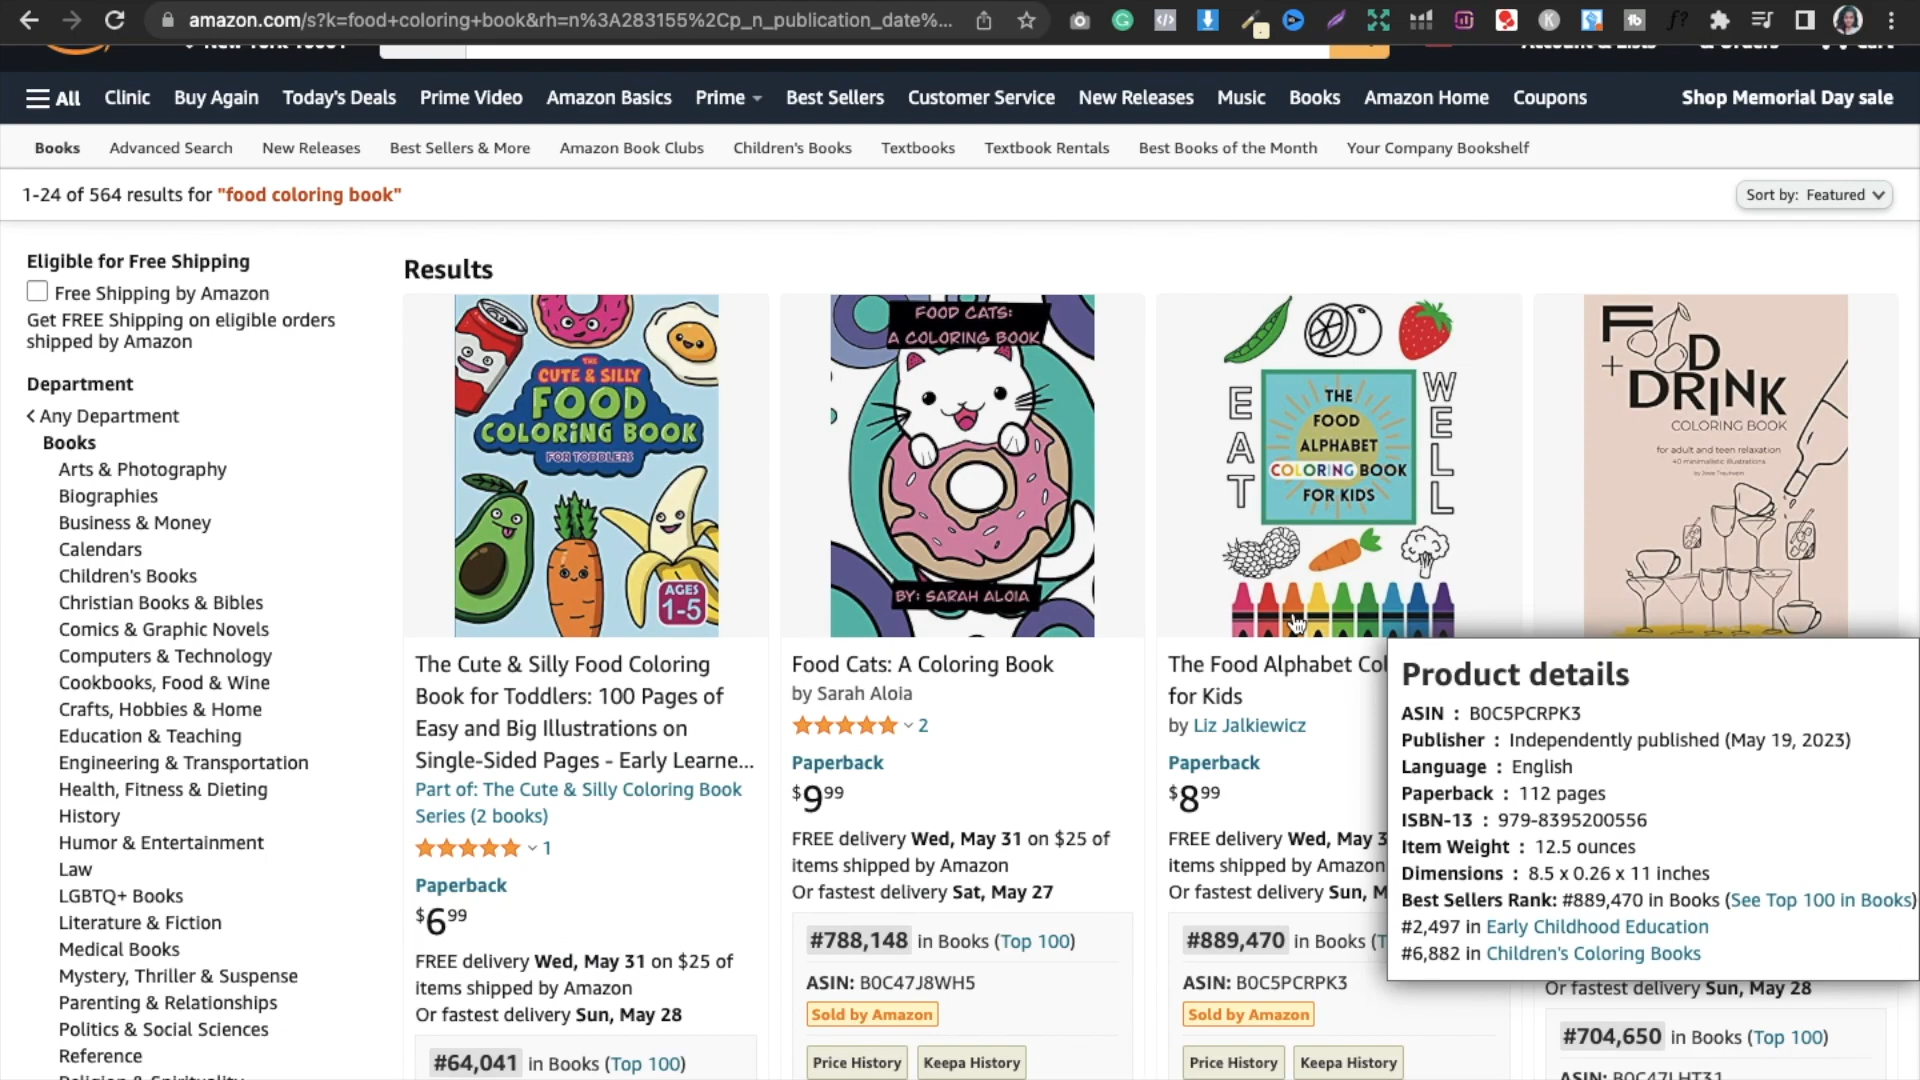 amazon.com/s?k=food+coloring+book&rh=n%3A283155%2Cp_n_publication_date%...
All Clinic Buy Again Today's Deals Prime Video Amazon Basics Prime Best Sellers Customer Service New Releases Music Books Amazon Home Coupons Shop Memorial Day sale
Books Advanced Search New Releases Best Sellers & More Amazon Book Clubs Children's Books Textbooks Textbook Rentals Best Books of the Month Your Company Bookshelf
1-24 of 564 results for "food coloring book"
Sort by: Featured
Eligible for Free Shipping
Free Shipping by Amazon
Get FREE Shipping on eligible orders
shipped by Amazon
Department
Any Department
Books
Arts & Photography
Biographies
Business & Money
Calendars
Children's Books
Christian Books & Bibles
Comics & Graphic Novels
Computers & Technology
Cookbooks, Food & Wine
Crafts, Hobbies & Home
Education & Teaching
Engineering & Transportation
Health, Fitness & Dieting
History
Humor & Entertainment
Law
LGBTQ+ Books
Literature & Fiction
Medical Books
Mystery, Thriller & Suspense
Parenting & Relationships
Politics & Social Sciences
Reference
Results
THE
CUTE & SILLY
FOOD
COLORING BOOK
FOR TODDLERS
AGES
1-5
The Cute & Silly Food Coloring
Book for Toddlers: 100 Pages of
Easy and Big Illustrations on
Single-Sided Pages - Early Learne...
Part of: The Cute & Silly Coloring Book
Series (2 books)
1
Paperback
$6.99
FREE delivery Wed, May 31 on $25 of
items shipped by Amazon
Or fastest delivery Sun, May 28
#64,041 in Books (Top 100)
FOOD CATS:
A COLORING BOOK
BY: SARAH ALOIA
Food Cats: A Coloring Book
by Sarah Aloia
2
Paperback
$9.99
FREE delivery Wed, May 31 on $25 of
items shipped by Amazon
Or fastest delivery Sat, May 27
#788,148 in Books (Top 100)
ASIN: B0C47J8WH5
Sold by Amazon
Price History Keepa History
EAT
WELL
THE
FOOD
ALPHABET
COLORING BOOK
FOR KIDS
The Food Alphabet Col
for Kids
by Liz Jalkiewicz
Paperback
$8.99
FREE delivery Wed, May 3
items shipped by Amazon
Or fastest delivery Sun, M
#889,470 in Books (T
ASIN: B0C5PCRPK3
Sold by Amazon
Price History Keepa History
FOOD
+
DRINK
COLORING BOOK
for adult and teen relaxation
40 minimalistic illustrations
Product details
ASIN : B0C5PCRPK3
Publisher : Independently published (May 19, 2023)
Language : English
Paperback : 112 pages
ISBN-13 : 979-8395200556
Item Weight : 12.5 ounces
Dimensions : 8.5 x 0.26 x 11 inches
Best Sellers Rank: #889,470 in Books (See Top 100 in Books)
#2,497 in Early Childhood Education
#6,882 in Children's Coloring Books
Or fastest delivery Sun, May 28
#704,650 in Books (Top 100)